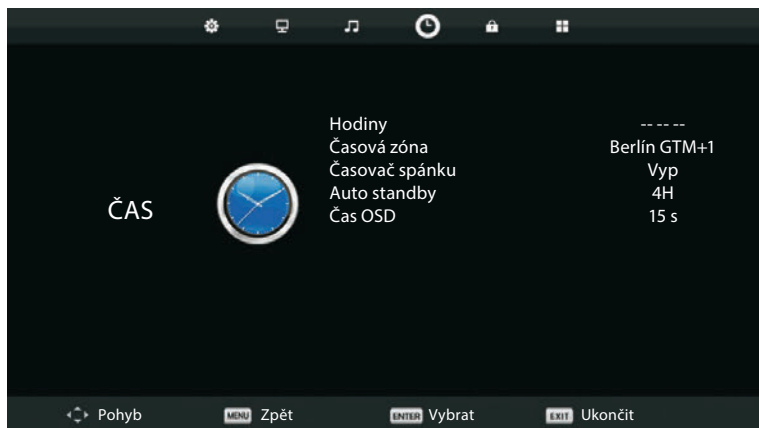 Hodiny -- -- --
Časová zóna Berlín GTM+1
Časovač spánku Vyp
Auto standby 4H
ČAS
Čas OSD 15 s
Pohyb MENU Zpět ENTER Vybrat EXIT Ukončit